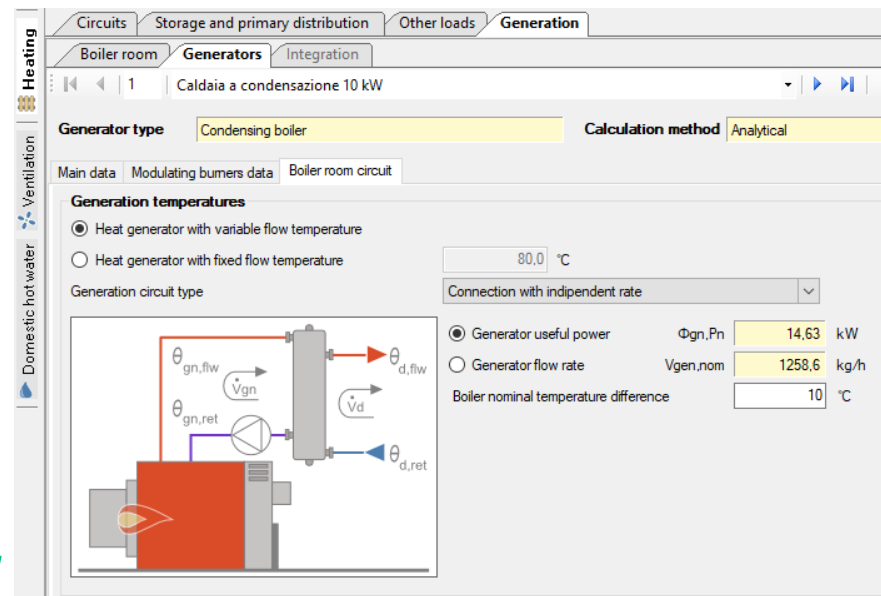 Circuits Storage and primary distribution Other loads Generation
Boiler room Generators Integration
1 Caldaia a condensazione 10 kW
Generator type Condensing boiler Calculation method Analytical
Main data Modulating burners data Boiler room circuit
Generation temperatures
Heat generator with variable flow temperature
Heat generator with fixed flow temperature 80,0 °C
Generation circuit type Connection with indipendent rate
Generator useful power Φgn,Pn 14,63 kW
Generator flow rate Vgen,nom 1258,6 kg/h
Boiler nominal temperature difference 10 °C
θgn,flw
V̇gn
θgn,ret
θd,flw
V̇d
θd,ret
Heating
Ventilation
Domestic hot water